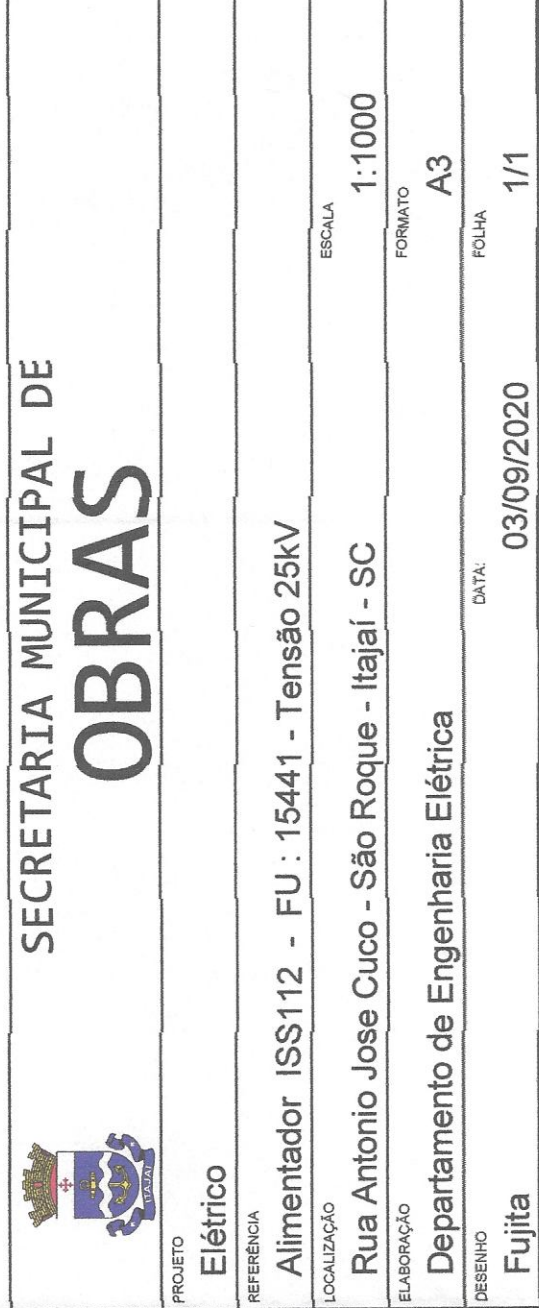 SECRETARIA MUNICIPAL DE
OBRAS
ITAJAÍ
PROJETO
Elétrico
REFERÊNCIA
Alimentador ISS112 - FU : 15441 - Tensão 25kV
LOCALIZAÇÃO
Rua Antonio Jose Cuco - São Roque - Itajaí - SC
ESCALA
1:1000
ELABORAÇÃO
Departamento de Engenharia Elétrica
FORMATO
A3
DESENHO
Fujita
DATA:
03/09/2020
FOLHA
1/1